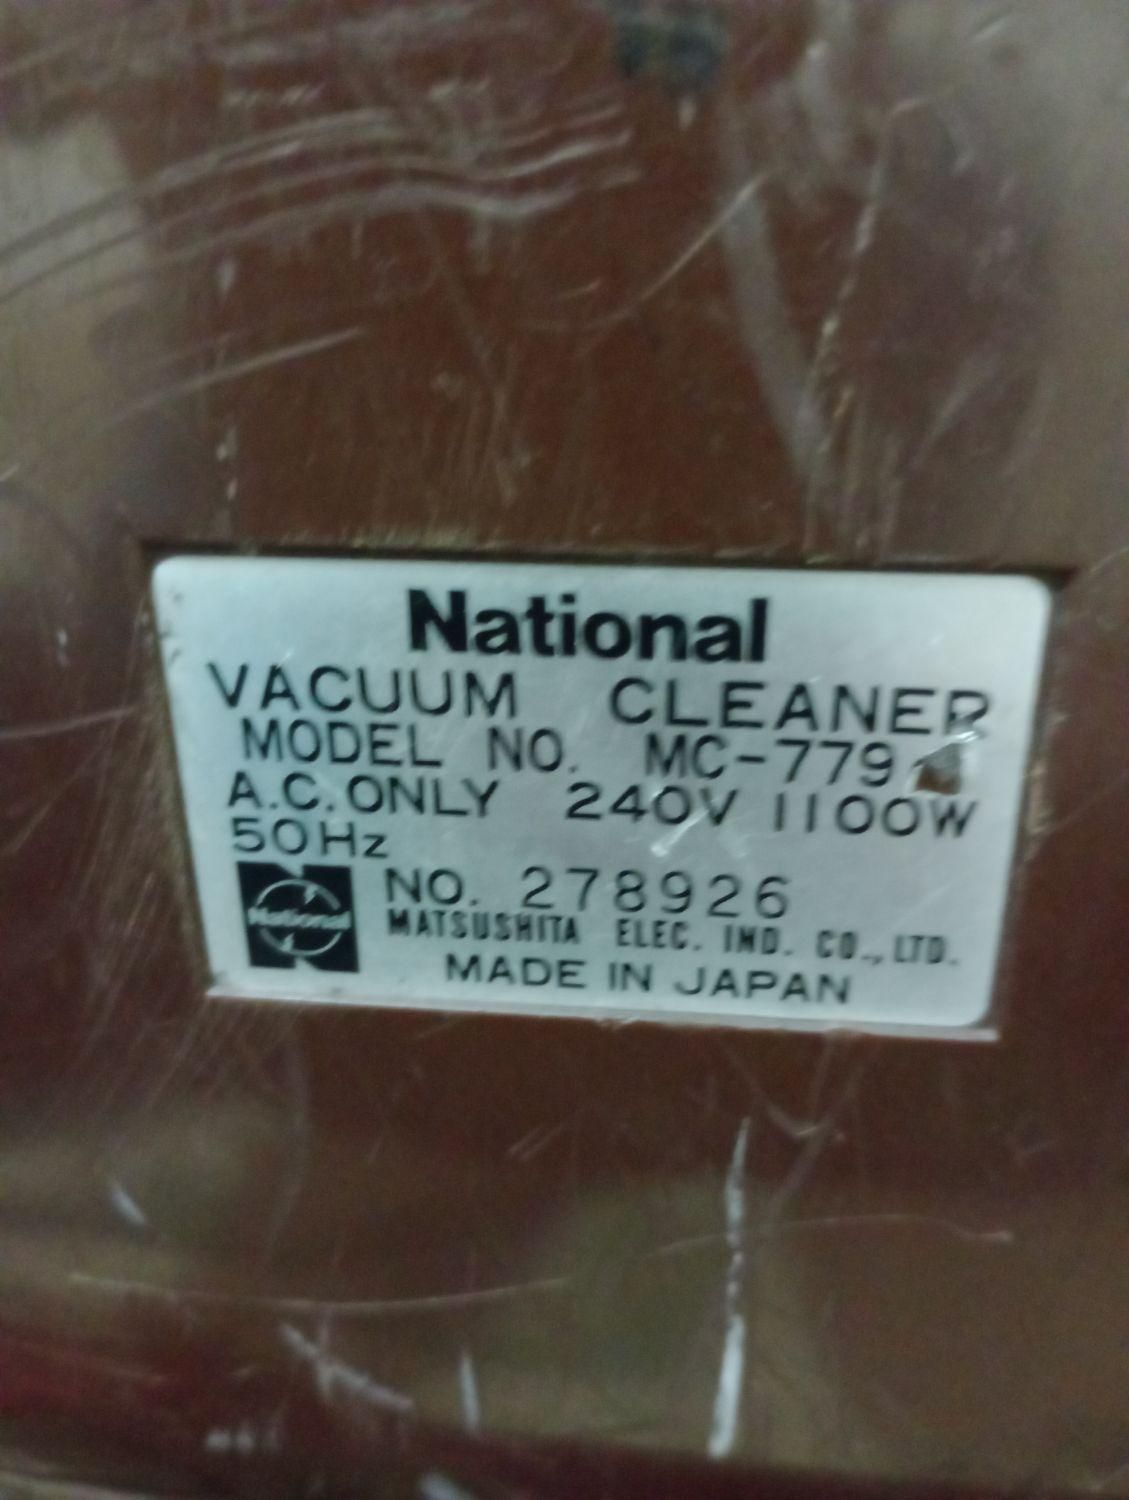 National
VACUUM CLEANER
MODEL NO. MC-779
A.C. ONLY 240V 1100W
50Hz
National
NO. 278926
MATSUSHITA ELEC. IND. CO., LTD.
MADE IN JAPAN